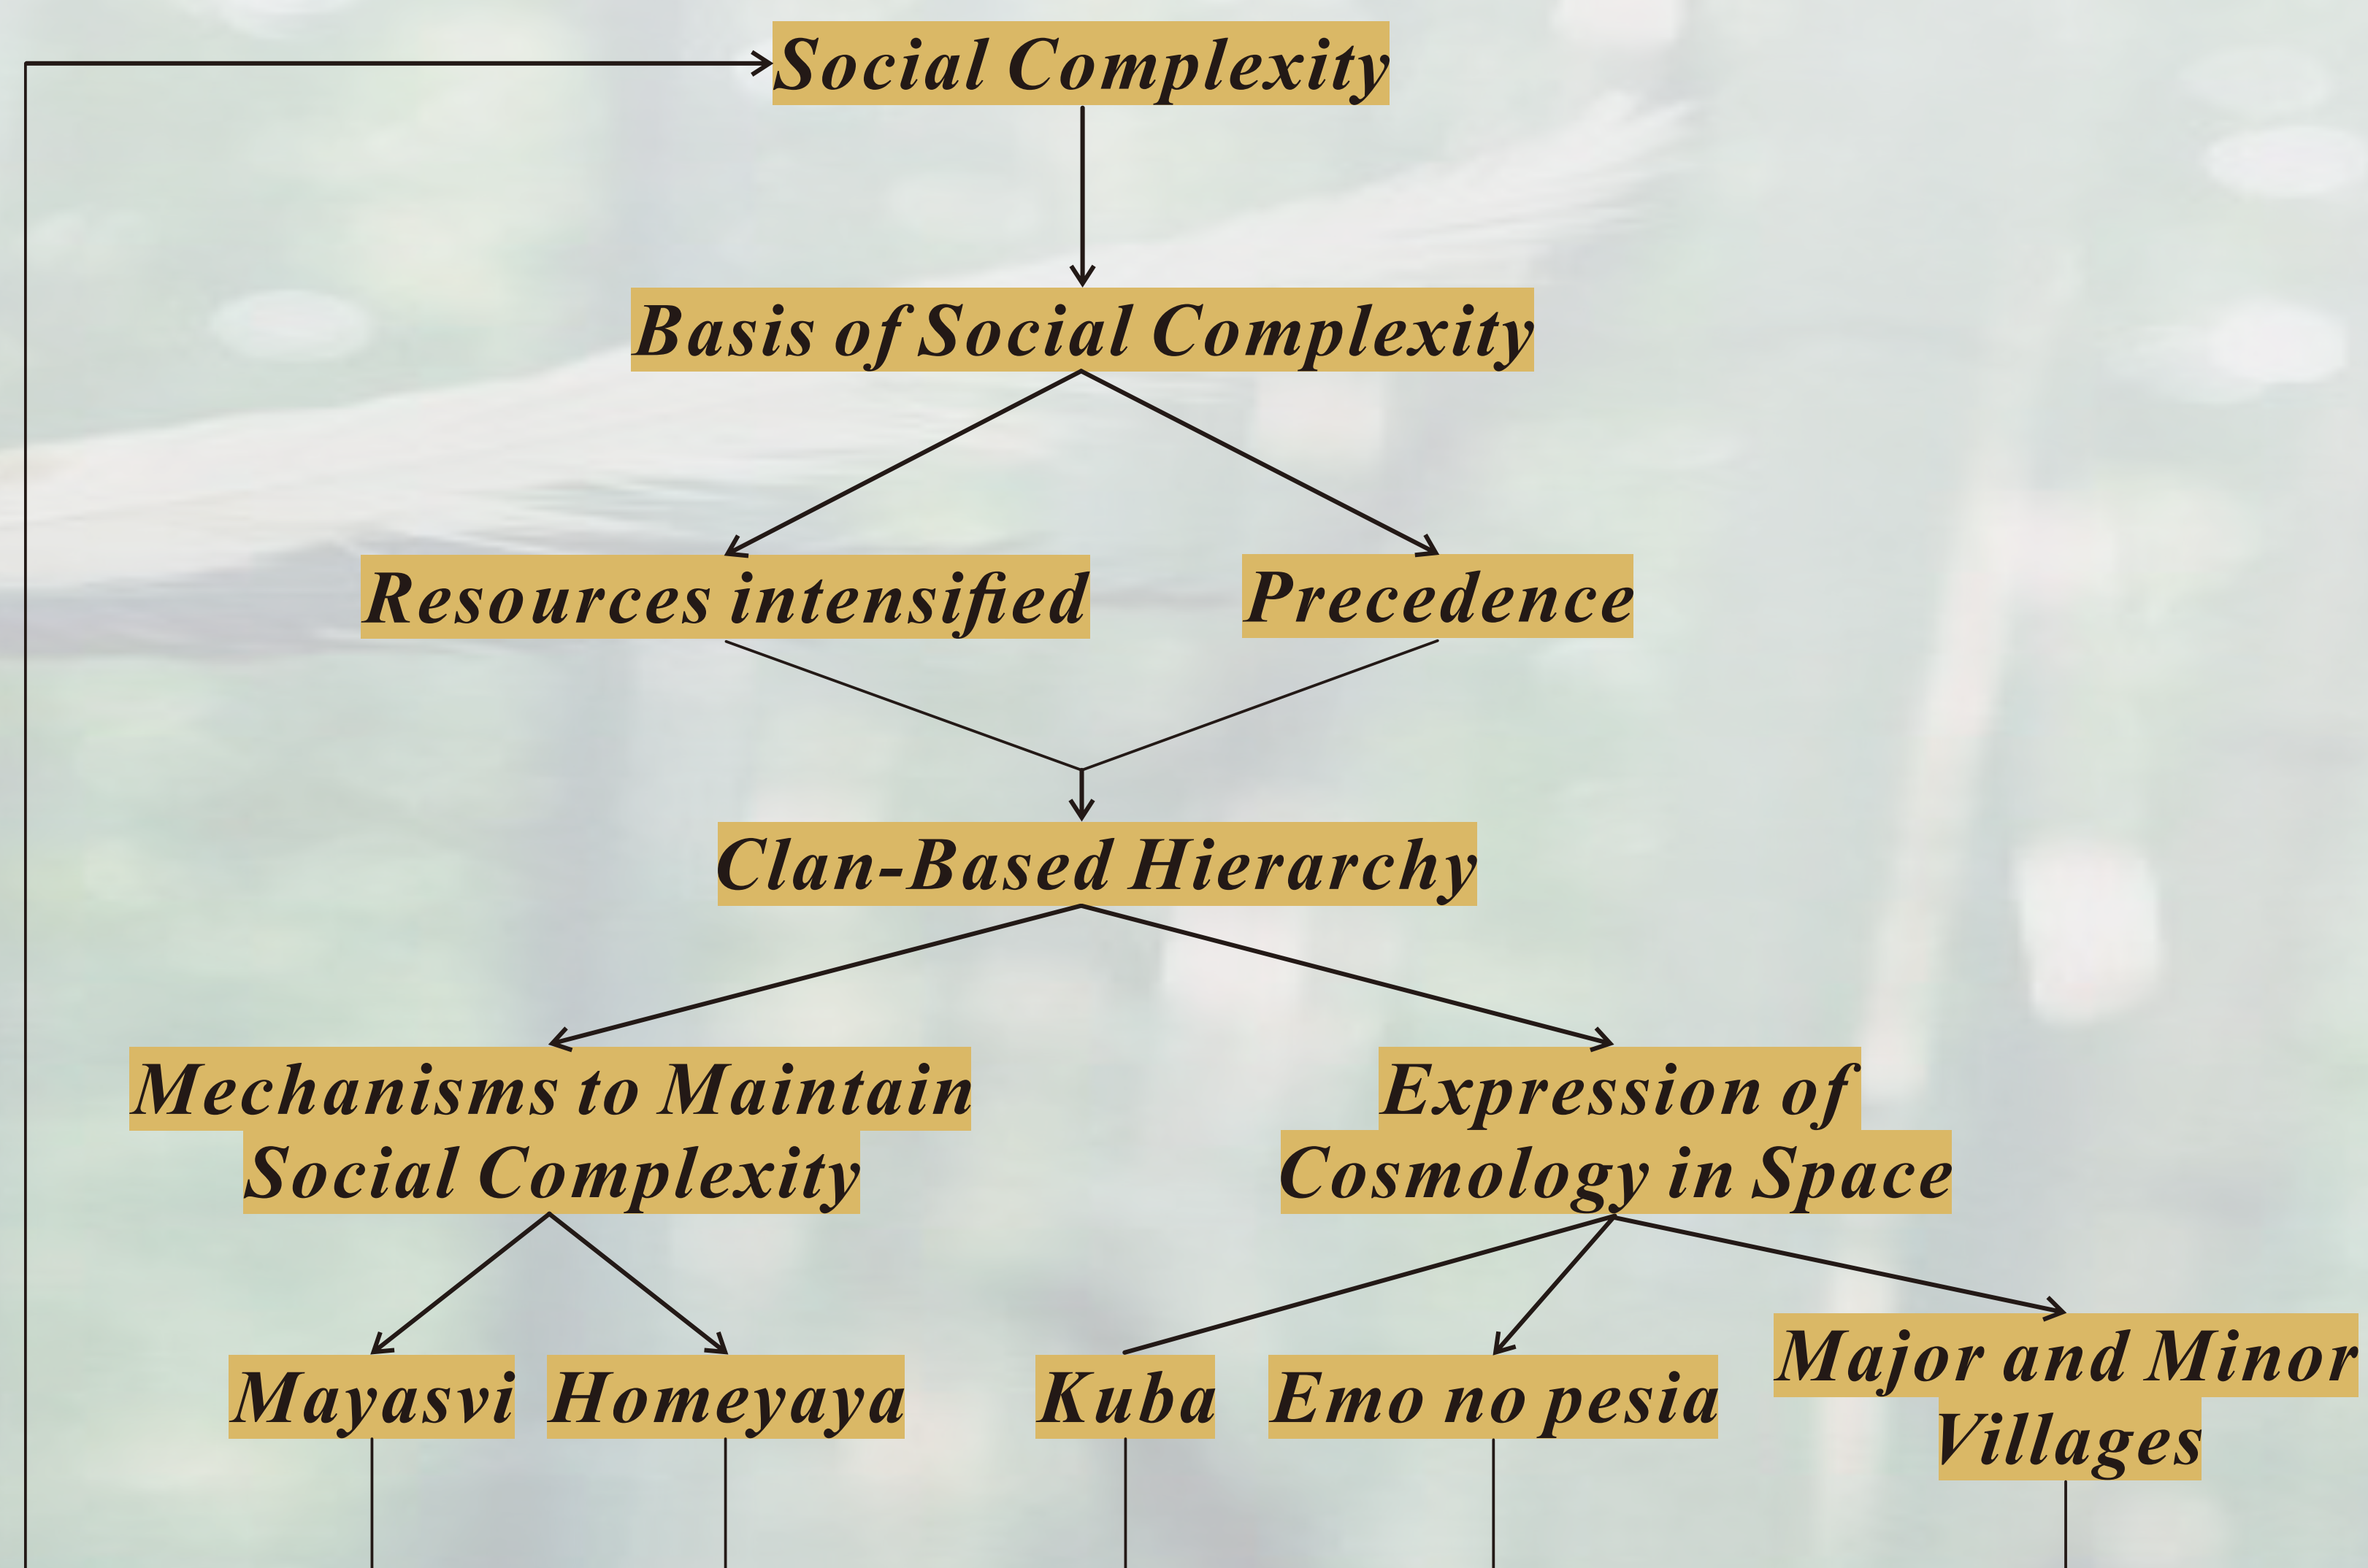 Social Complexity
Basis of Social Complexity
Resources intensified
Precedence
Clan-Based Hierarchy
Mechanisms to Maintain
Social Complexity
Expression of
Cosmology in Space
Mayasvi
Homeyaya
Kuba
Emo no pesia
Major and Minor
Villages